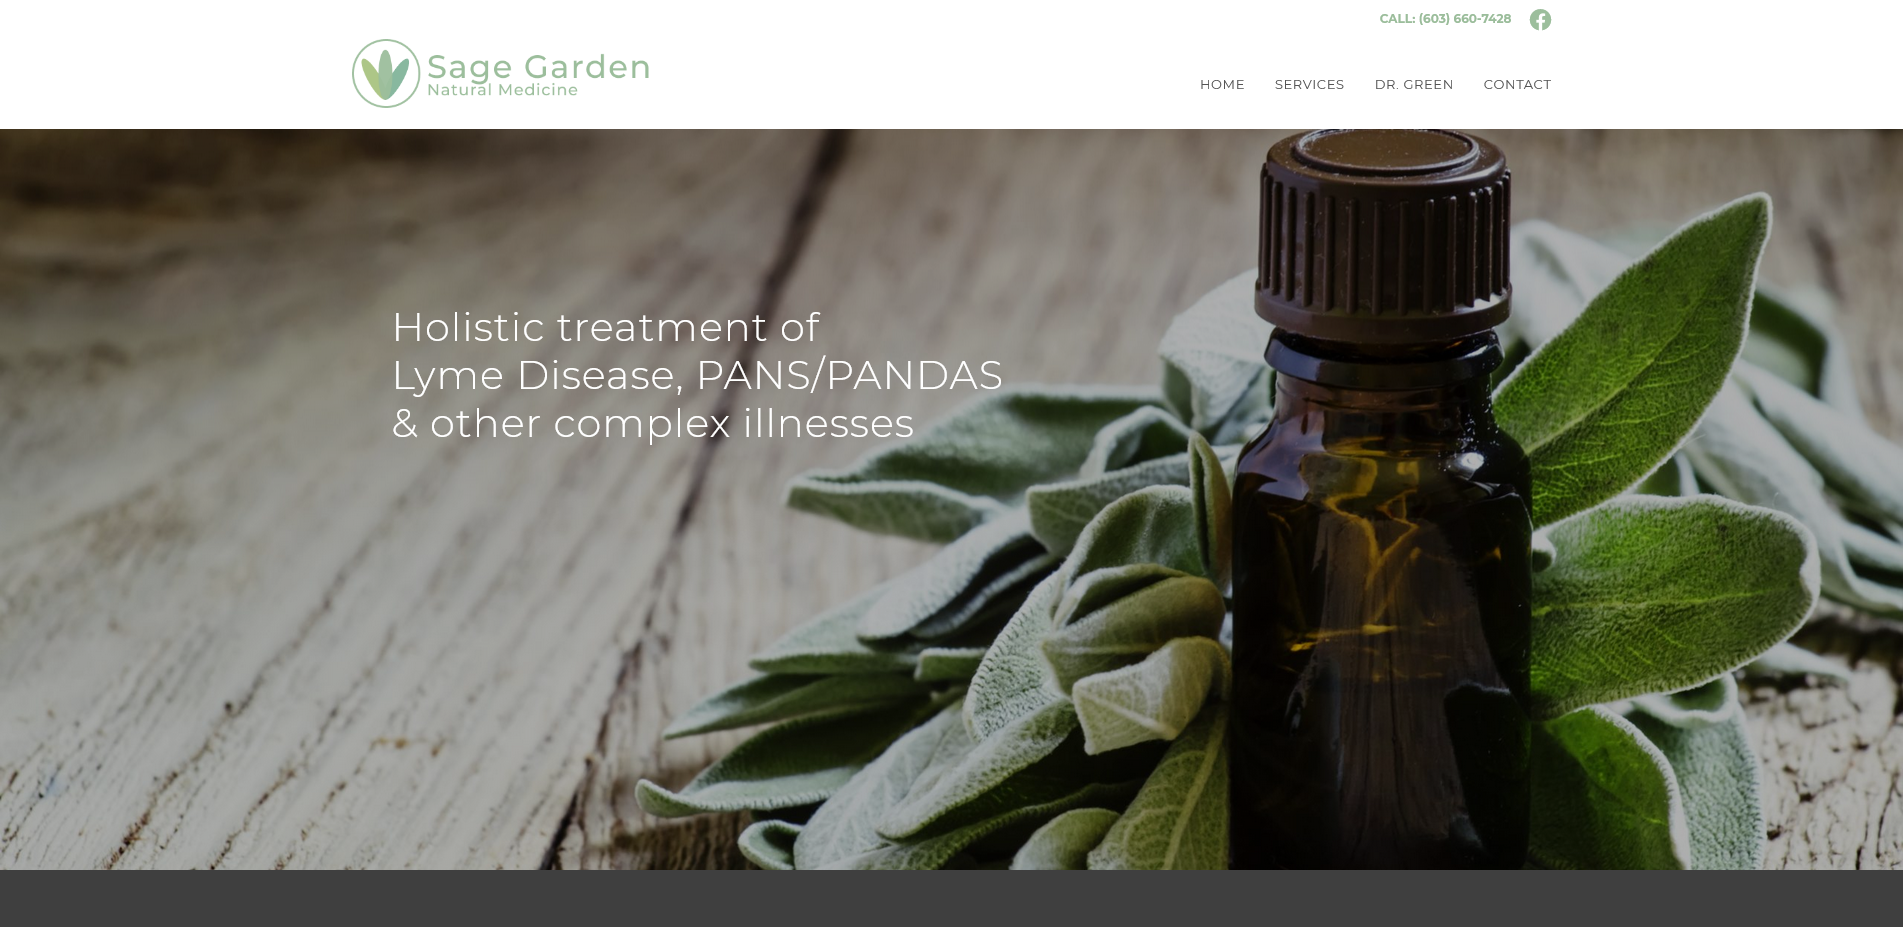 CALL: (603) 660-7428
Sage Garden
Natural Medicine
HOME SERVICES DR. GREEN CONTACT
Holistic treatment of
Lyme Disease, PANS/PANDAS
& other complex illnesses